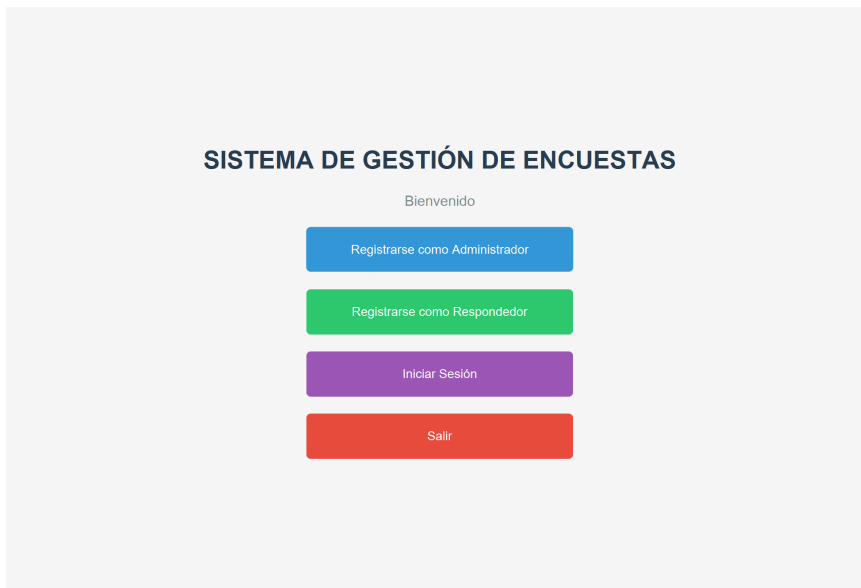 SISTEMA DE GESTIÓN DE ENCUESTAS
Bienvenido
Registrarse como Administrador
Registrarse como Respondedor
Iniciar Sesión
Salir